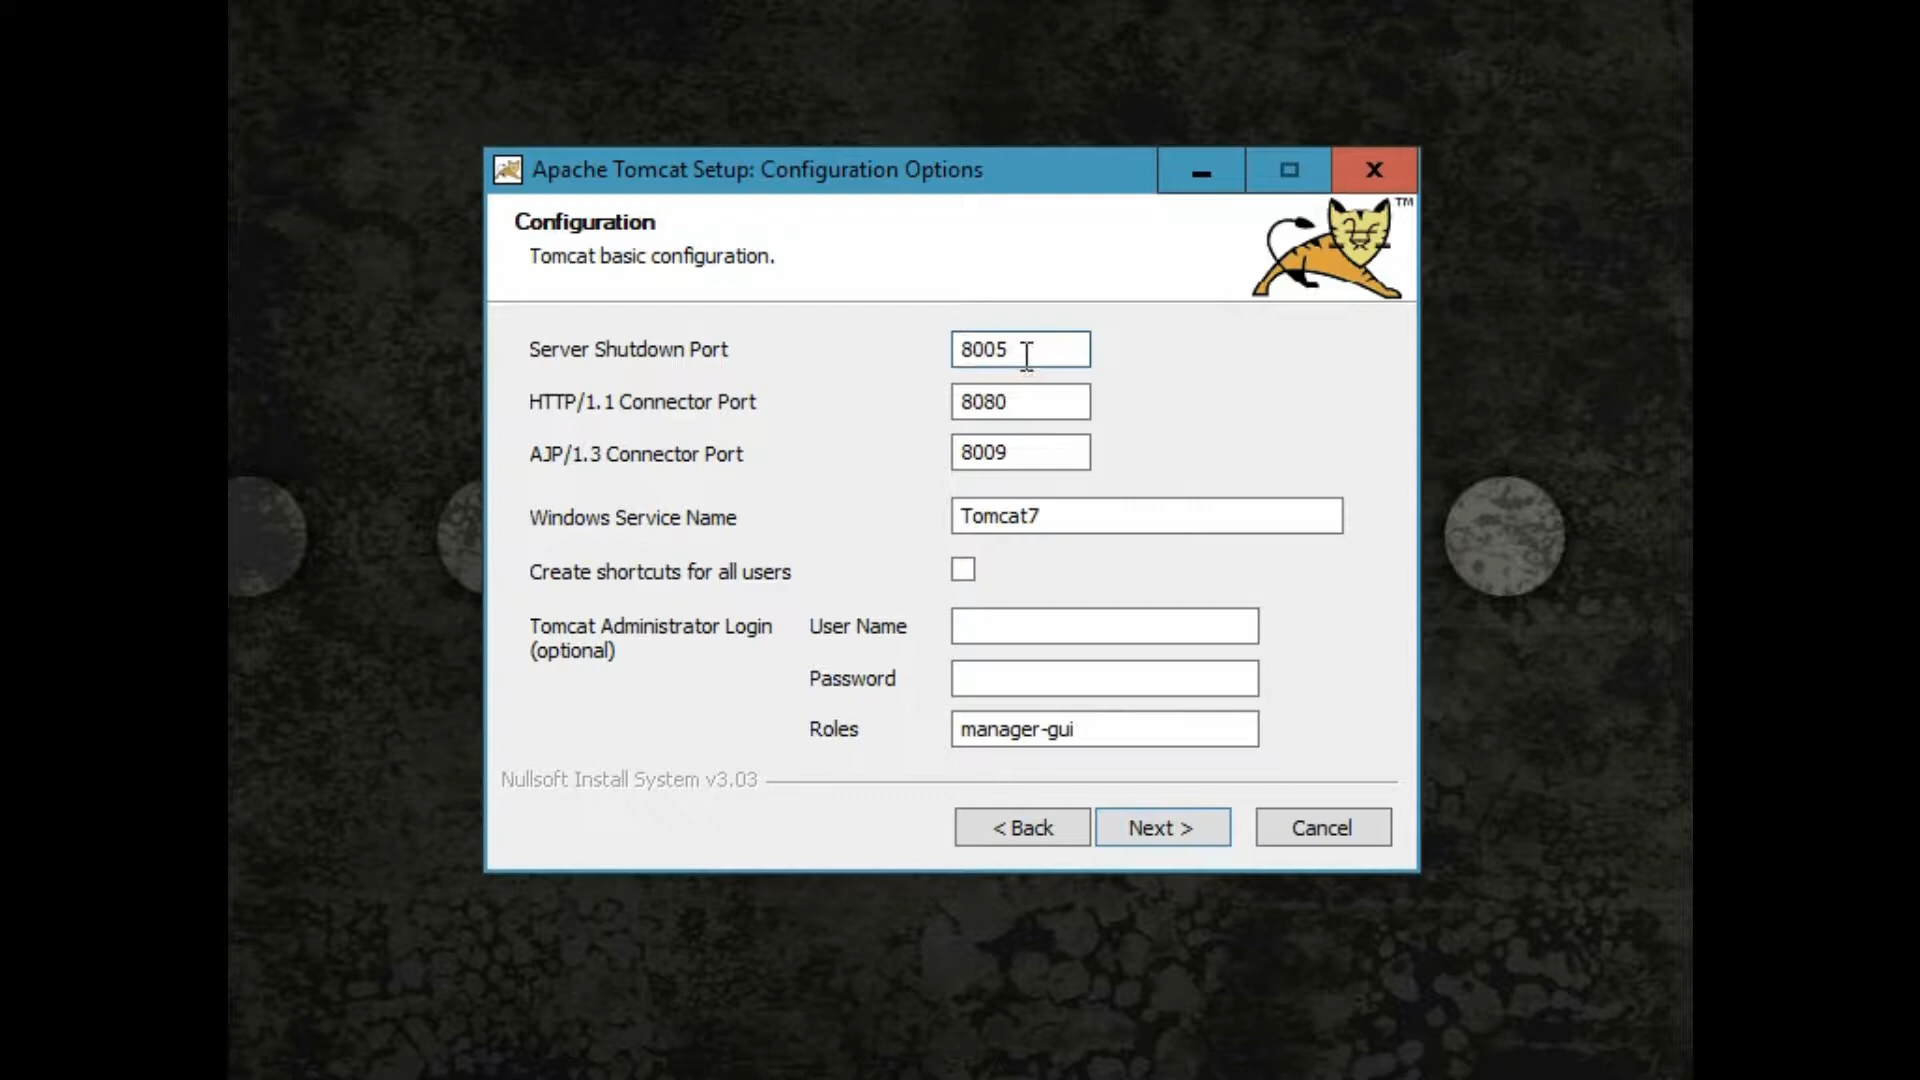 Apache Tomcat Setup: Configuration Options
X
TM
Configuration
Tomcat basic configuration.
Server Shutdown Port 8005
HTTP/1.1 Connector Port 8080
AJP/1.3 Connector Port 8009
Windows Service Name Tomcat7
Create shortcuts for all users
Tomcat Administrator Login User Name
(optional)
Password
Roles manager-gui
Nullsoft Install System v3.03
< Back Next > Cancel